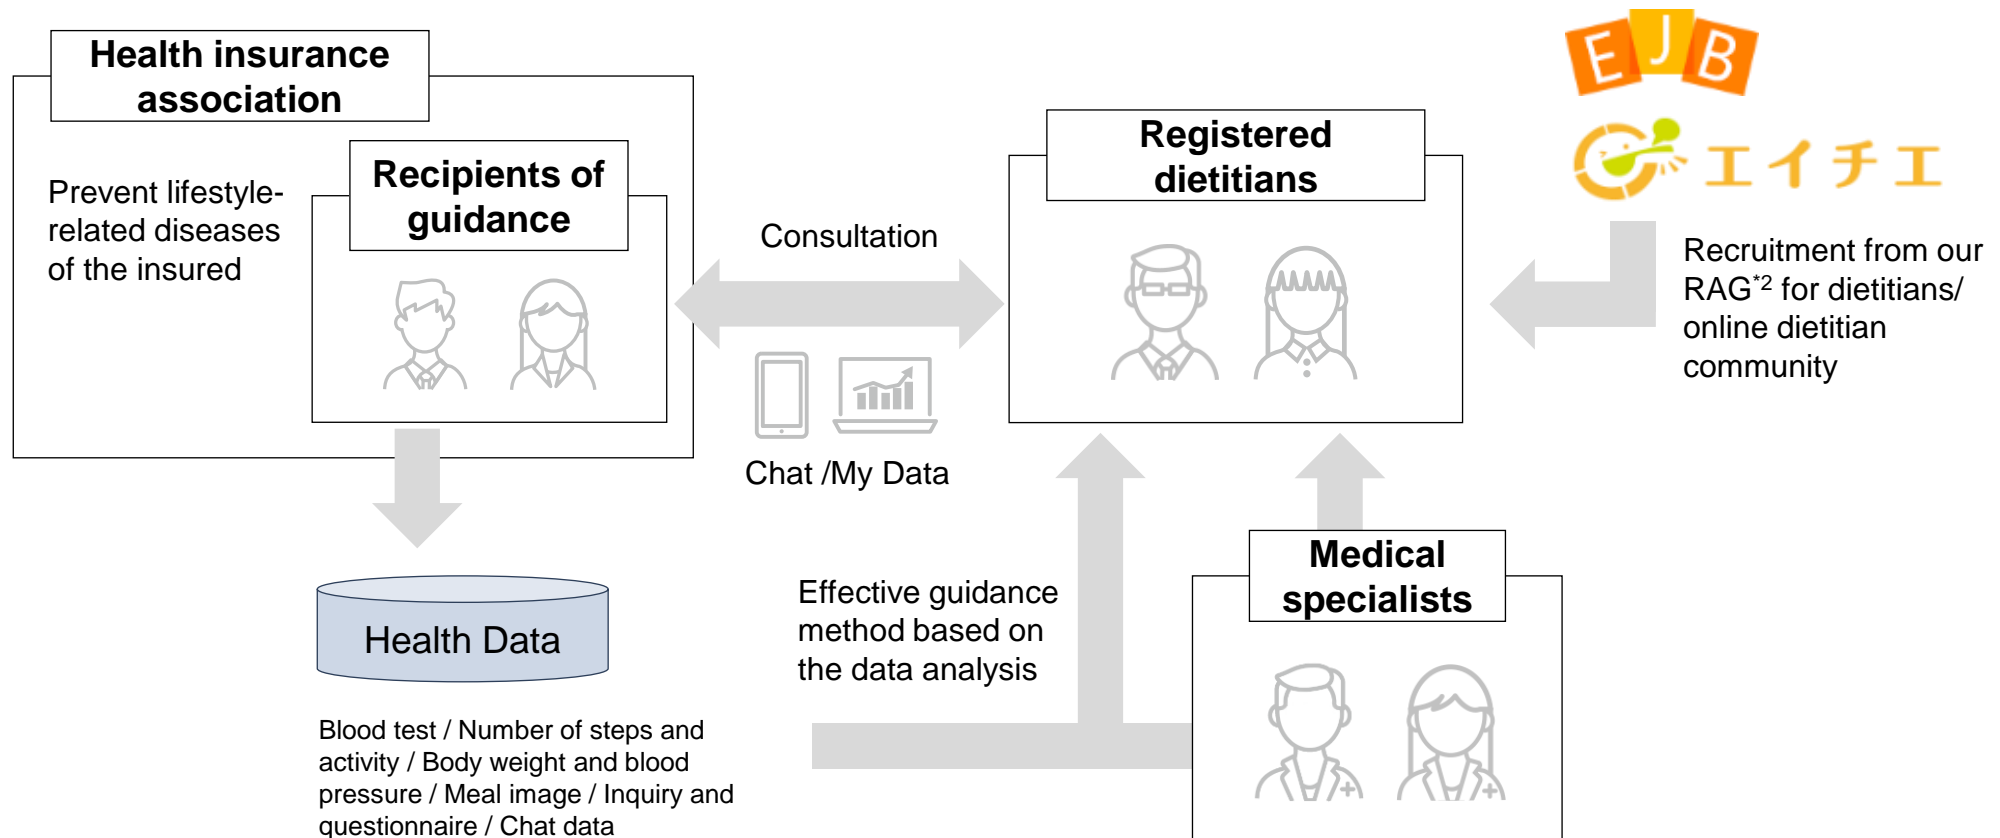 Health insurance
association
Prevent lifestyle-
related diseases
of the insured
Recipients of
guidance
Consultation
Chat /My Data
Registered
dietitians
EJB
エイチエ
Recruitment from our
RAG*2 for dietitians/
online dietitian
community
Health Data
Blood test / Number of steps and
activity / Body weight and blood
pressure / Meal image / Inquiry and
questionnaire / Chat data
Effective guidance
method based on
the data analysis
Medical
specialists